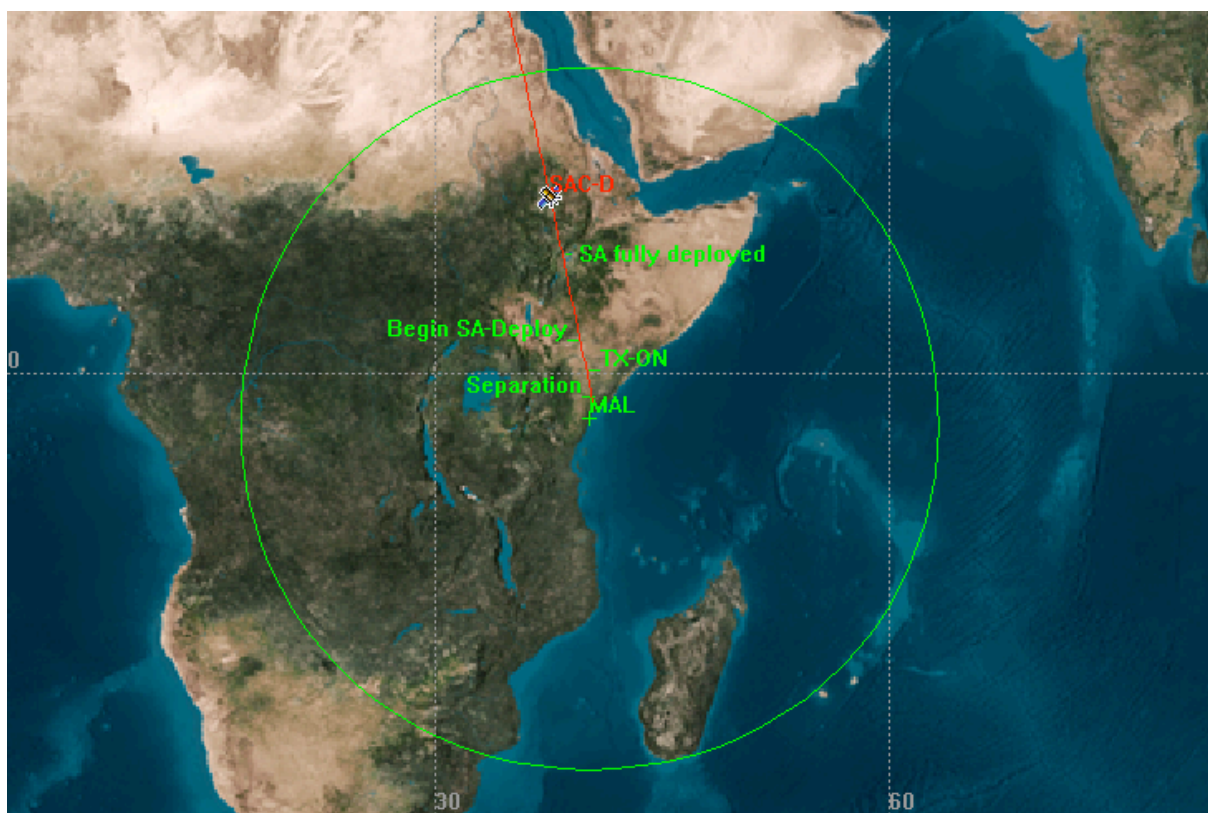 SAC-D
SA fully deployed
Begin SA-Deploy
TX-ON
0
Separation
MAL
30
60